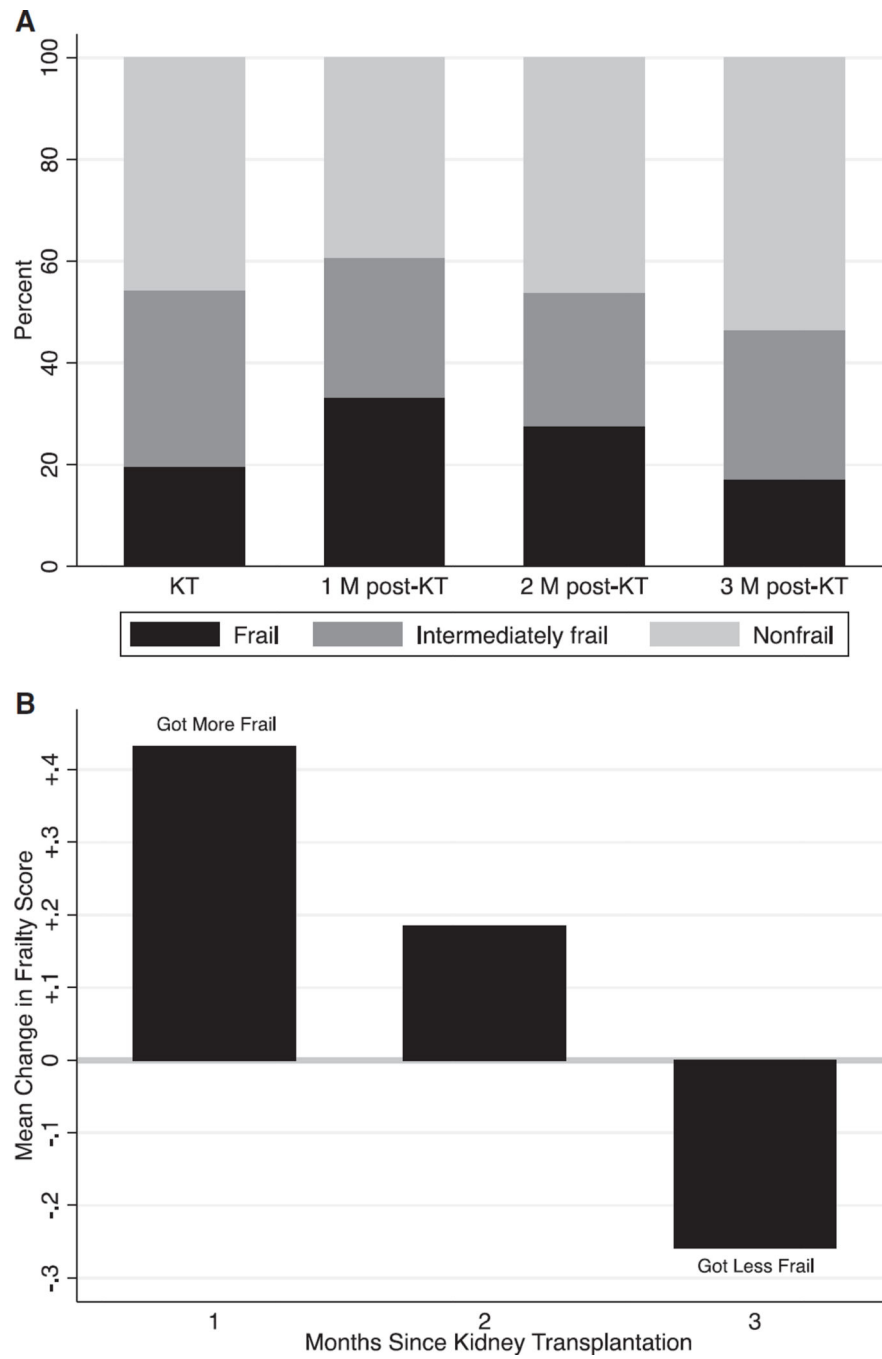 A
Percent
100
80
60
40
20
0
KT 1 M post-KT 2 M post-KT 3 M post-KT
Frail Intermediately frail Nonfrail
B
Mean Change in Frailty Score
Got More Frail
+.4
+.3
+.2
+.1
0
-.1
-.2
-.3
Got Less Frail
1 2 3
Months Since Kidney Transplantation